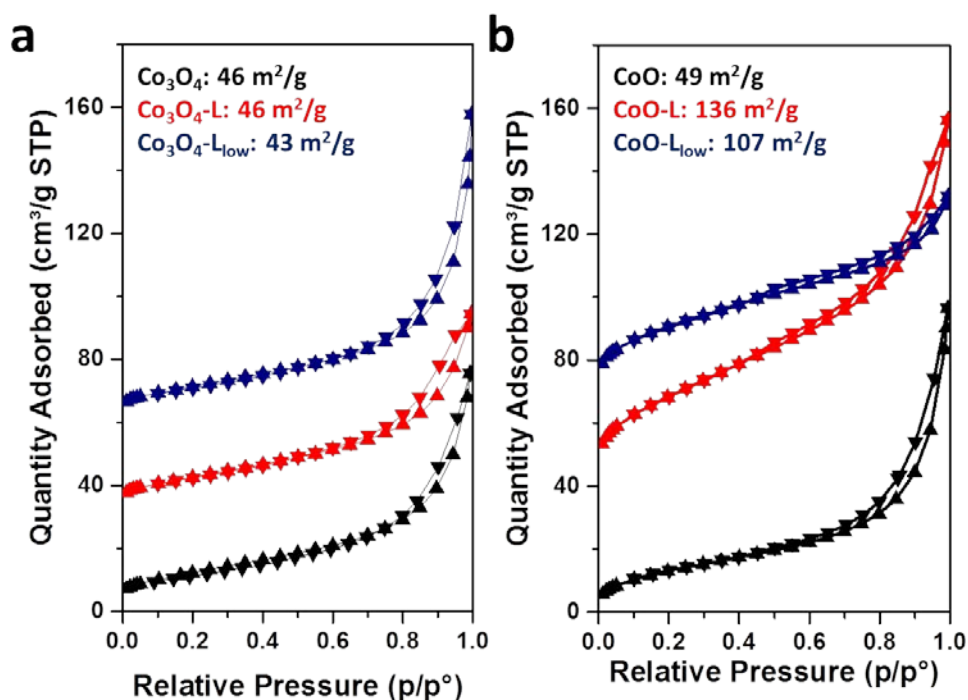 a
Co₃O₄: 46 m²/g
Co₃O₄-L: 46 m²/g
Co₃O₄-Llow: 43 m²/g
Quantity Adsorbed (cm³/g STP)
160
120
80
40
0
0.0 0.2 0.4 0.6 0.8 1.0
Relative Pressure (p/p°)
b
CoO: 49 m²/g
CoO-L: 136 m²/g
CoO-Llow: 107 m²/g
Quantity Adsorbed (cm³/g STP)
160
120
80
40
0
0.0 0.2 0.4 0.6 0.8 1.0
Relative Pressure (p/p°)